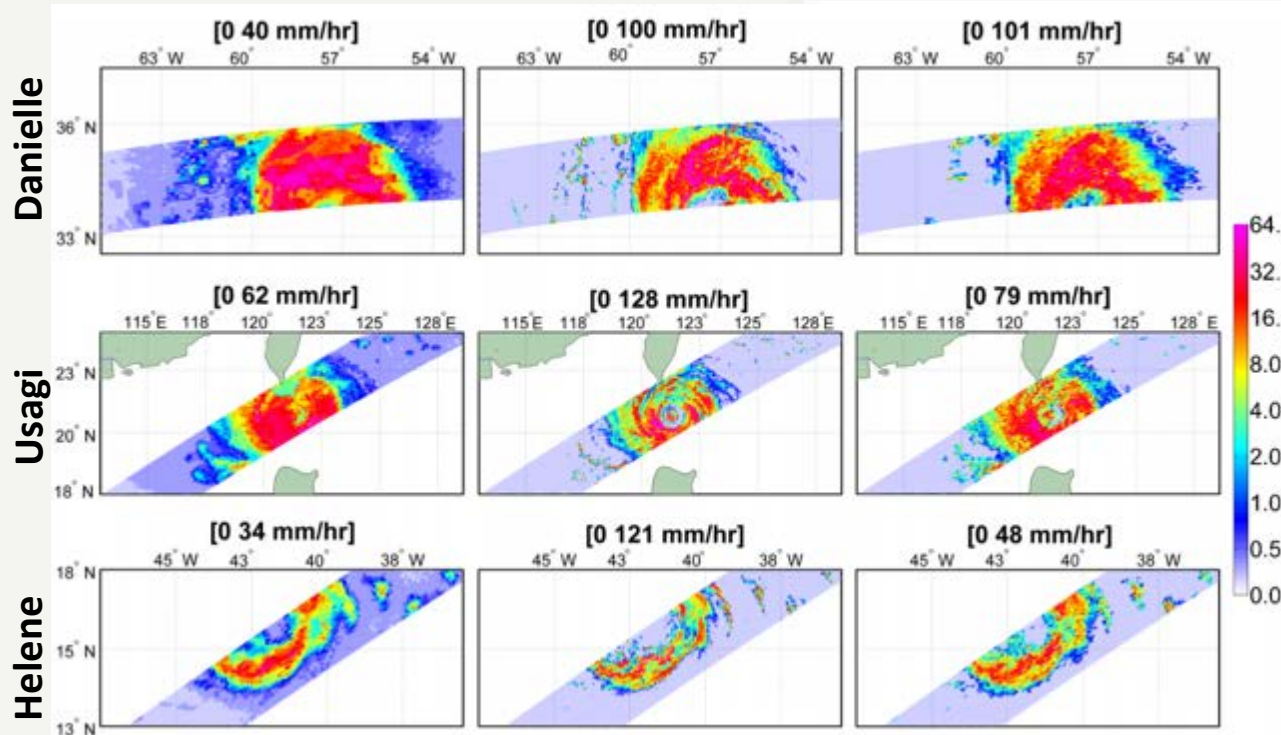 Danielle
[0 40 mm/hr] [0 100 mm/hr] [0 101 mm/hr]
63° W 60° 57° 54° W 63° W 60° 57° 54° W 63° W 60° 57° 54° W
36° N
33° N
Usagi
[0 62 mm/hr] [0 128 mm/hr] [0 79 mm/hr]
115° E 118° 120° 123° 125° 128° E 115° E 118° 120° 123° 125° 128° E 115° E 118° 120° 123° 125° 128° E
23° N
20° N
18° N
Helene
[0 34 mm/hr] [0 121 mm/hr] [0 48 mm/hr]
45° W 43° 40° 38° W 45° W 43° 40° 38° W 45° W 43° 40° 38° W
18° N
15° N
13° N
64.
32.
16.
8.0
4.0
2.0
1.0
0.5
0.0